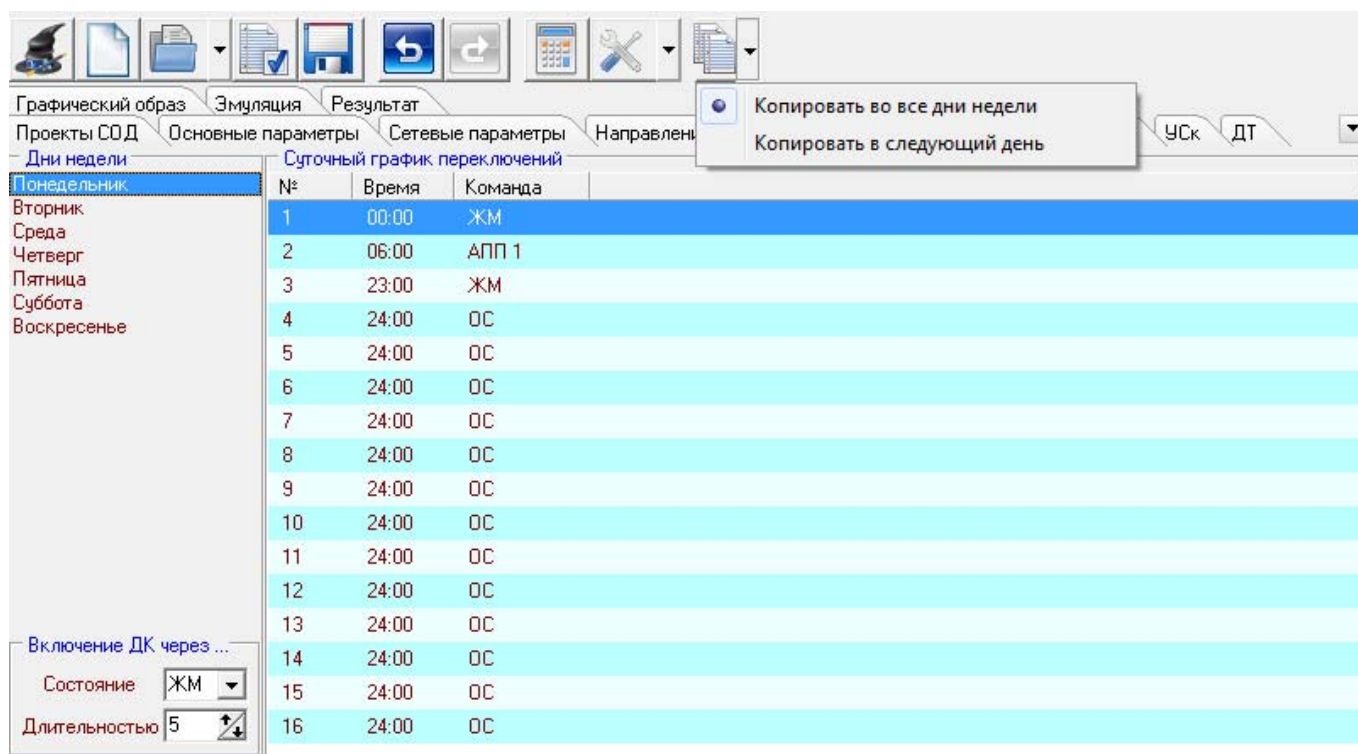 Графический образ Эмуляция Результат
Копировать во все дни недели
Копировать в следующий день
Проекты СОД Основные параметры Сетевые параметры Направлени УСк ДТ
Дни недели
Понедельник
Вторник
Среда
Четверг
Пятница
Суббота
Воскресенье
Суточный график переключений
№ Время Команда
1 00:00 ЖМ
2 06:00 АПП 1
3 23:00 ЖМ
4 24:00 ОС
5 24:00 ОС
6 24:00 ОС
7 24:00 ОС
8 24:00 ОС
9 24:00 ОС
10 24:00 ОС
11 24:00 ОС
12 24:00 ОС
13 24:00 ОС
14 24:00 ОС
15 24:00 ОС
16 24:00 ОС
Включение ДК через ...
Состояние ЖМ
Длительностью 5